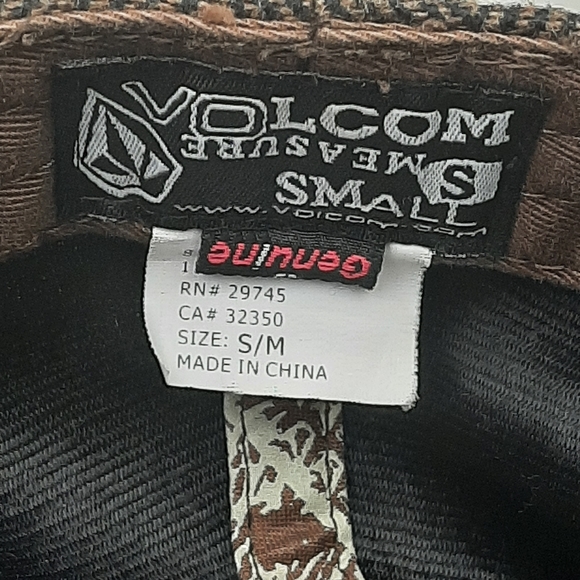 VOLCOM
MEASURE
S
SMALL
www.volcom.com
Genuine
RN# 29745
CA# 32350
SIZE: S/M
MADE IN CHINA